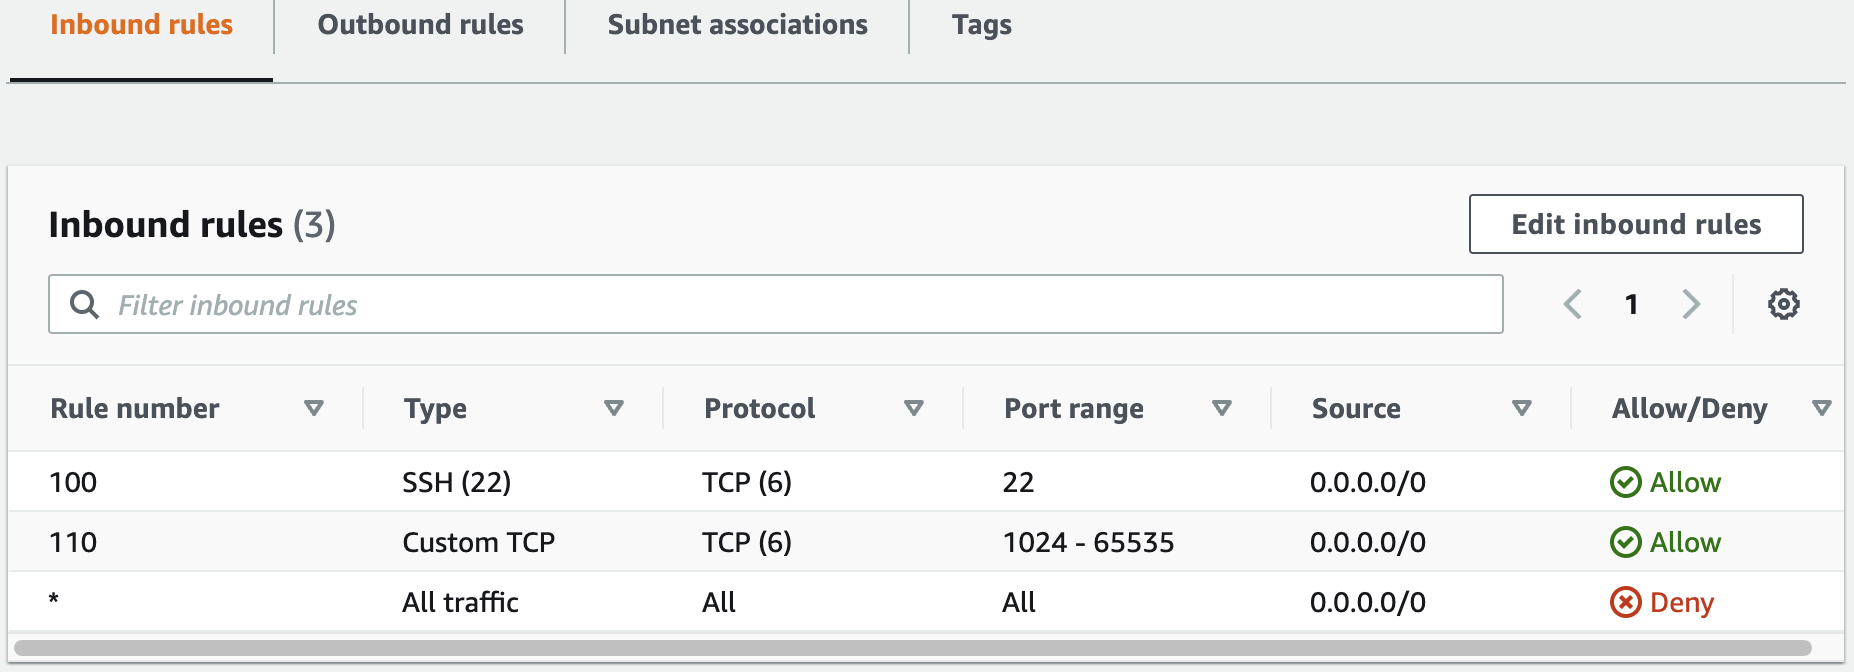 Inbound rules Outbound rules Subnet associations Tags
Inbound rules (3)
Edit inbound rules
Filter inbound rules
1
Rule number Type Protocol Port range Source Allow/Deny
100 SSH (22) TCP (6) 22 0.0.0.0/0 Allow
110 Custom TCP TCP (6) 1024 - 65535 0.0.0.0/0 Allow
* All traffic All All 0.0.0.0/0 Deny